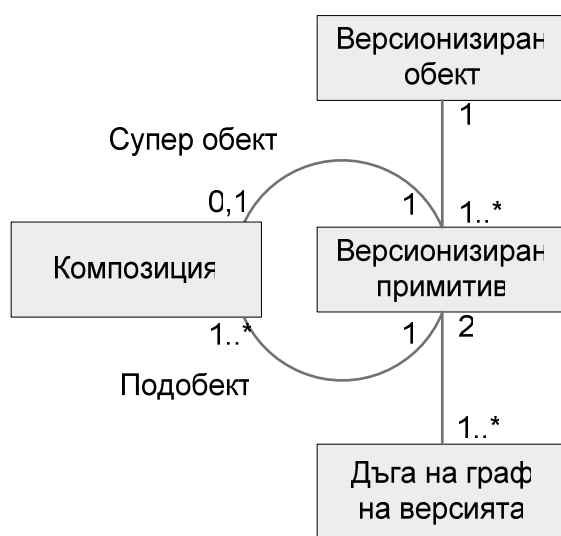 Версионизиран
обект
1
Супер обект
0,1
1
1..*
Композиция
Версионизиран
примитив
1..*
1
2
Подобект
1..*
Дъга на граф
на версията